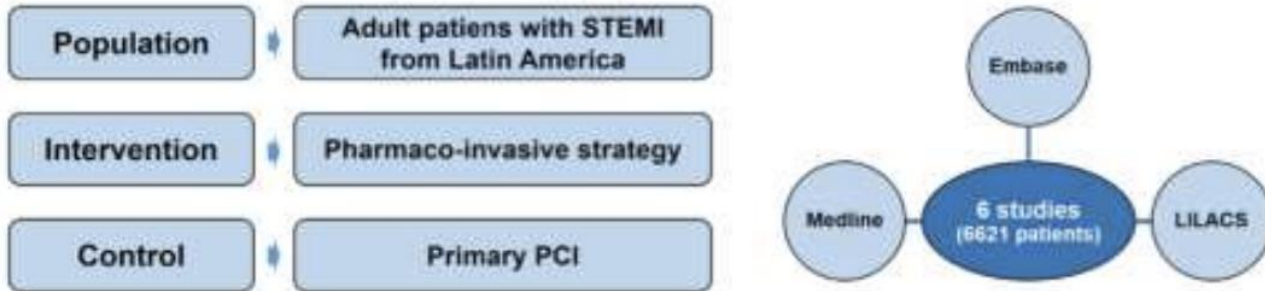 Population
Adult patiens with STEMI
from Latin America
Intervention
Pharmaco-invasive strategy
Control
Primary PCI
Embase
Medline
6 studies
(6621 patients)
LILACS